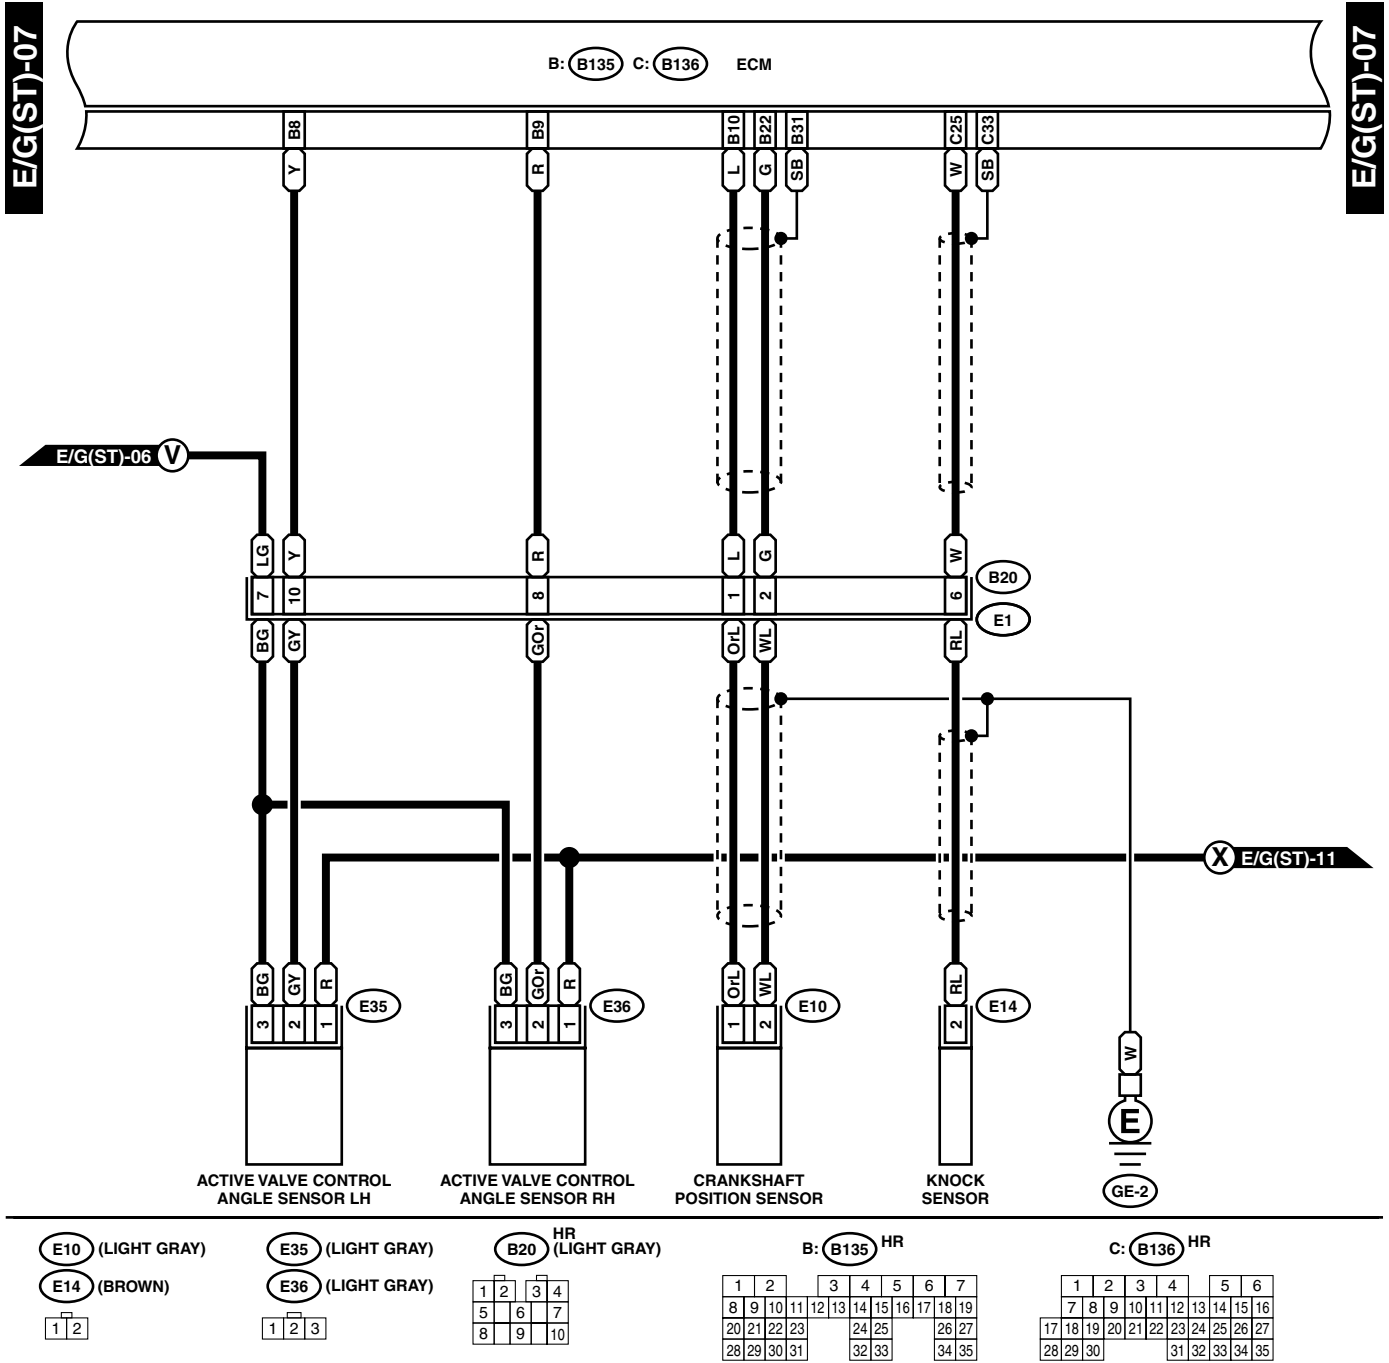 E/G(ST)-07
E/G(ST)-07
B: B135 C: B136 ECM
B8 B9 B10 B22 B31 C25 C33
Y R L G SB W SB
E/G(ST)-06 V
LG Y R L G W
B20
7 10 8 1 2 6
E1
BG GY GOr OrL WL RL
X E/G(ST)-11
BG GY R BG GOr R OrL WL RL
E35 E36 E10 E14
3 2 1 3 2 1 1 2 2
W
E
GE-2
ACTIVE VALVE CONTROL
ANGLE SENSOR LH
ACTIVE VALVE CONTROL
ANGLE SENSOR RH
CRANKSHAFT
POSITION SENSOR
KNOCK
SENSOR
E10 (LIGHT GRAY)
E14 (BROWN)
1 2
E35 (LIGHT GRAY)
E36 (LIGHT GRAY)
1 2 3
HR
B20 (LIGHT GRAY)
1 2 3 4
5 6 7
8 9 10
B: B135 HR
1 2 3 4 5 6 7
8 9 10 11 12 13 14 15 16 17 18 19
20 21 22 23 24 25 26 27
28 29 30 31 32 33 34 35
C: B136 HR
1 2 3 4 5 6
7 8 9 10 11 12 13 14 15 16
17 18 19 20 21 22 23 24 25 26 27
28 29 30 31 32 33 34 35